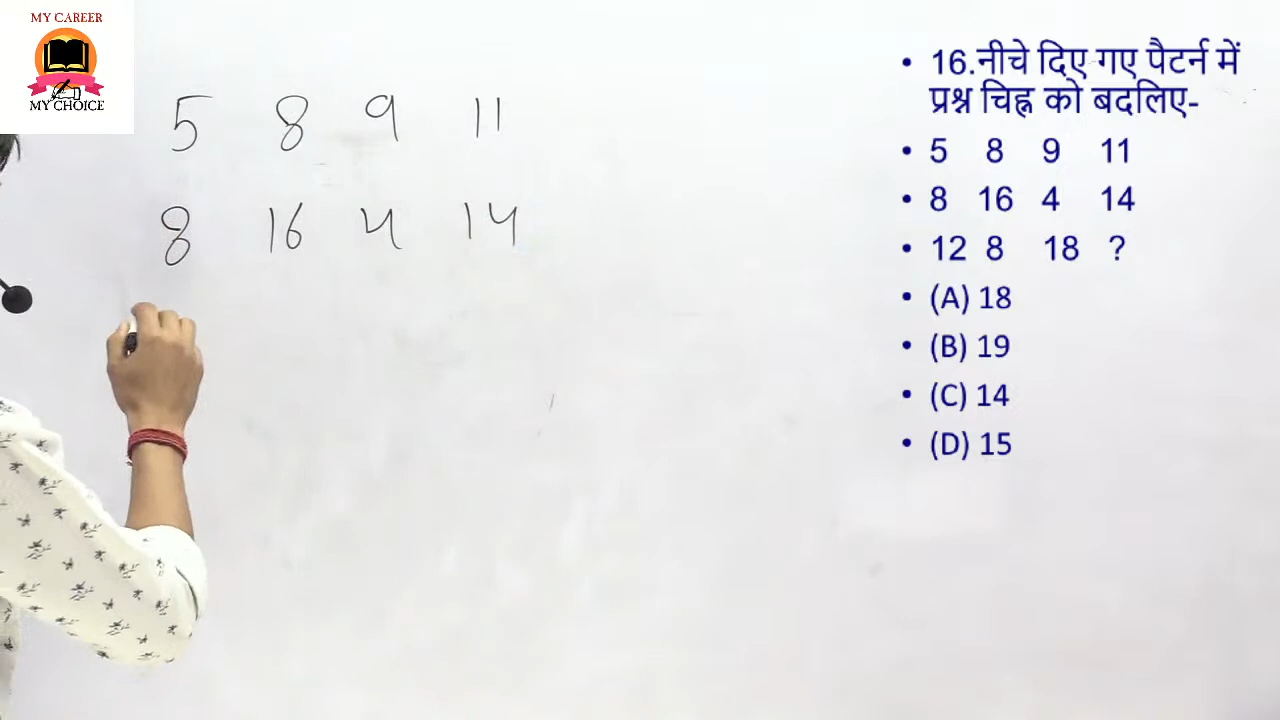 MY CAREER
MY CHOICE
5 8 9 11
8 16 4 14
• 16.नीचे दिए गए पैटर्न में
प्रश्न चिह्न को बदलिए-
• 5 8 9 11
• 8 16 4 14
• 12 8 18 ?
• (A) 18
• (B) 19
• (C) 14
• (D) 15